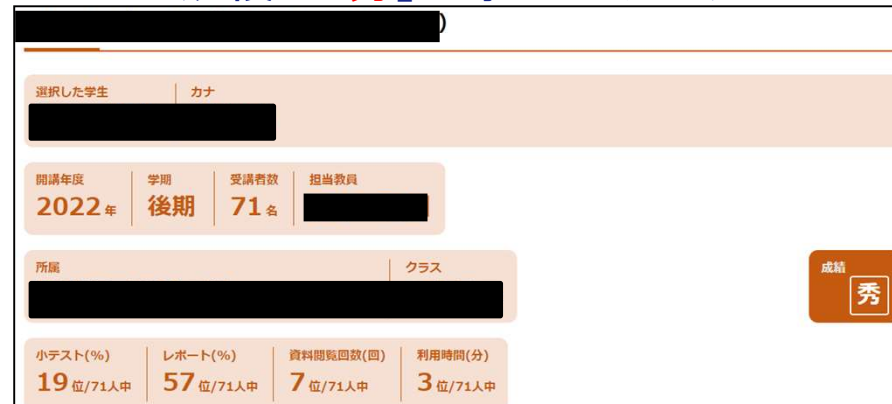 )
選択した学生 カナ
開講年度 学期 受講者数 担当教員
2022年 後期 71名
所属 クラス
成績
秀
小テスト(%) レポート(%) 資料閲覧回数(回) 利用時間(分)
19位/71人中 57位/71人中 7位/71人中 3位/71人中